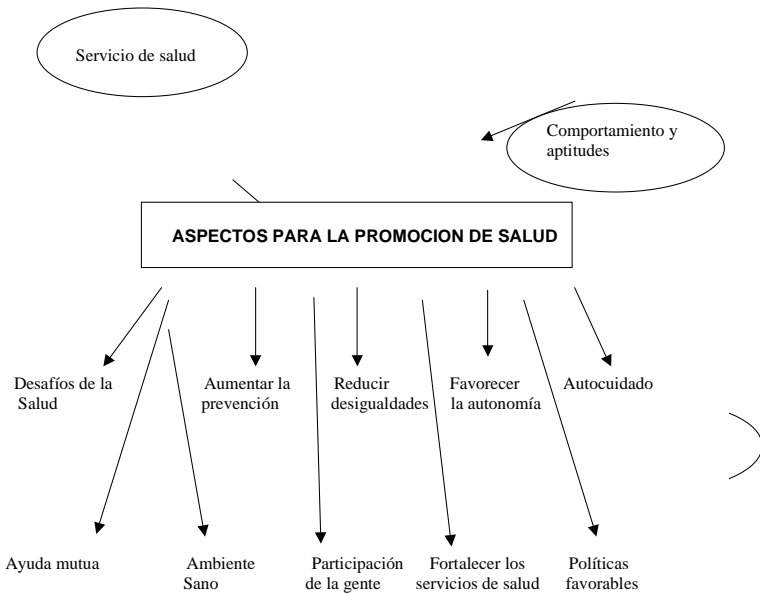 Servicio de salud
Comportamiento y
aptitudes
ASPECTOS PARA LA PROMOCION DE SALUD
Desafíos de la
Salud
Aumentar la
prevención
Reducir
desigualdades
Favorecer
la autonomía
Autocuidado
Ayuda mutua
Ambiente
Sano
Participación
de la gente
Fortalecer los
servicios de salud
Políticas
favorables